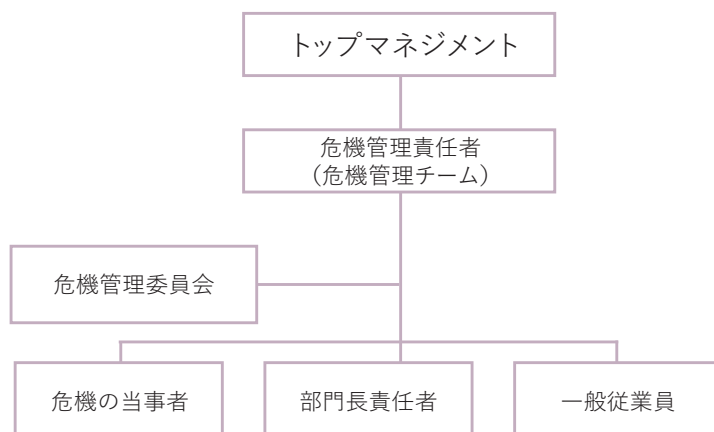 トップマネジメント
危機管理責任者
（危機管理チーム）
危機管理委員会
危機の当事者
部門長責任者
一般従業員